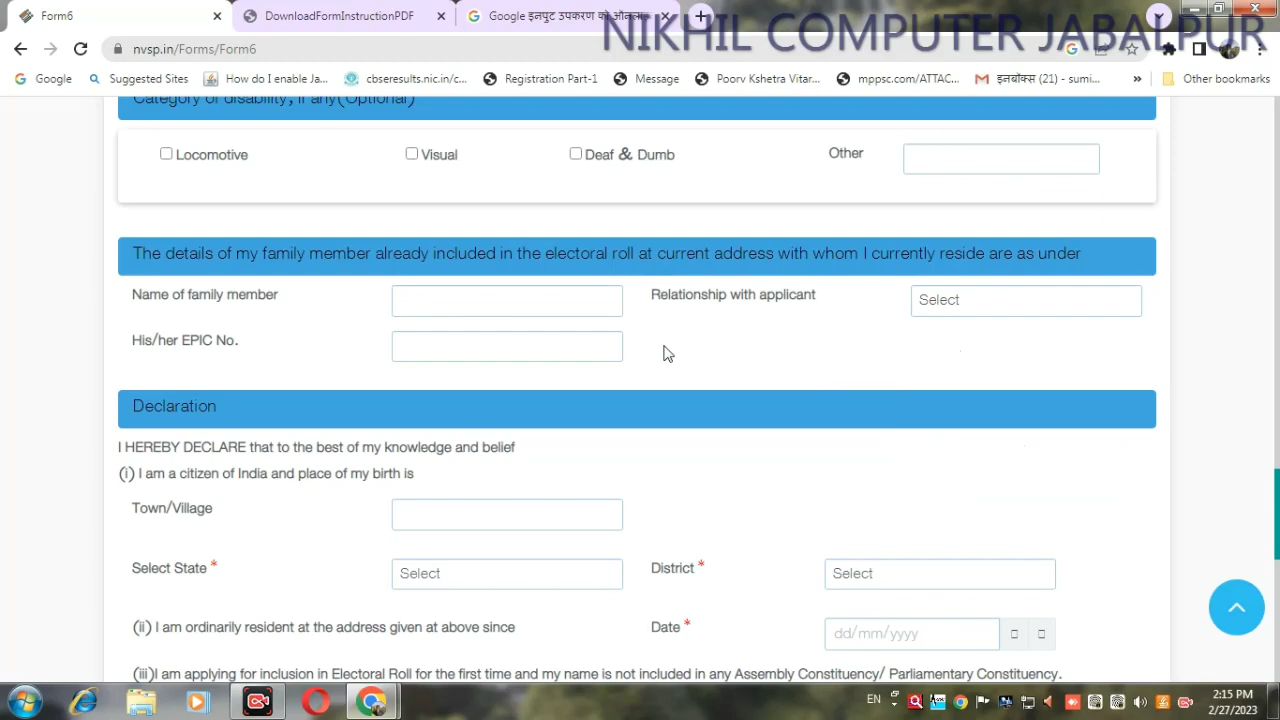 Form6
DownloadFormInstructionPDF
Google इनपुट उपकरण को ऑनला
NIKHIL COMPUTER JABALPUR
nvsp.in/Forms/Form6
Google
Suggested Sites
How do I enable Ja...
cbseresults.nic.in/c...
Registration Part-1
Message
Poorv Kshetra Vitar...
mppsc.com/ATTAC...
इनबॉक्स (21) - sumi...
»
Other bookmarks
Category of disability, if any(Optional)
Locomotive
Visual
Deaf & Dumb
Other
The details of my family member already included in the electoral roll at current address with whom I currently reside are as under
Name of family member
Relationship with applicant
Select
His/her EPIC No.
Declaration
I HEREBY DECLARE that to the best of my knowledge and belief
(i) I am a citizen of India and place of my birth is
Town/Village
Select State *
Select
District *
Select
(ii) I am ordinarily resident at the address given at above since
Date *
dd/mm/yyyy
(iii)I am applying for inclusion in Electoral Roll for the first time and my name is not included in any Assembly Constituency/ Parliamentary Constituency.
EN
2:15 PM
2/27/2023